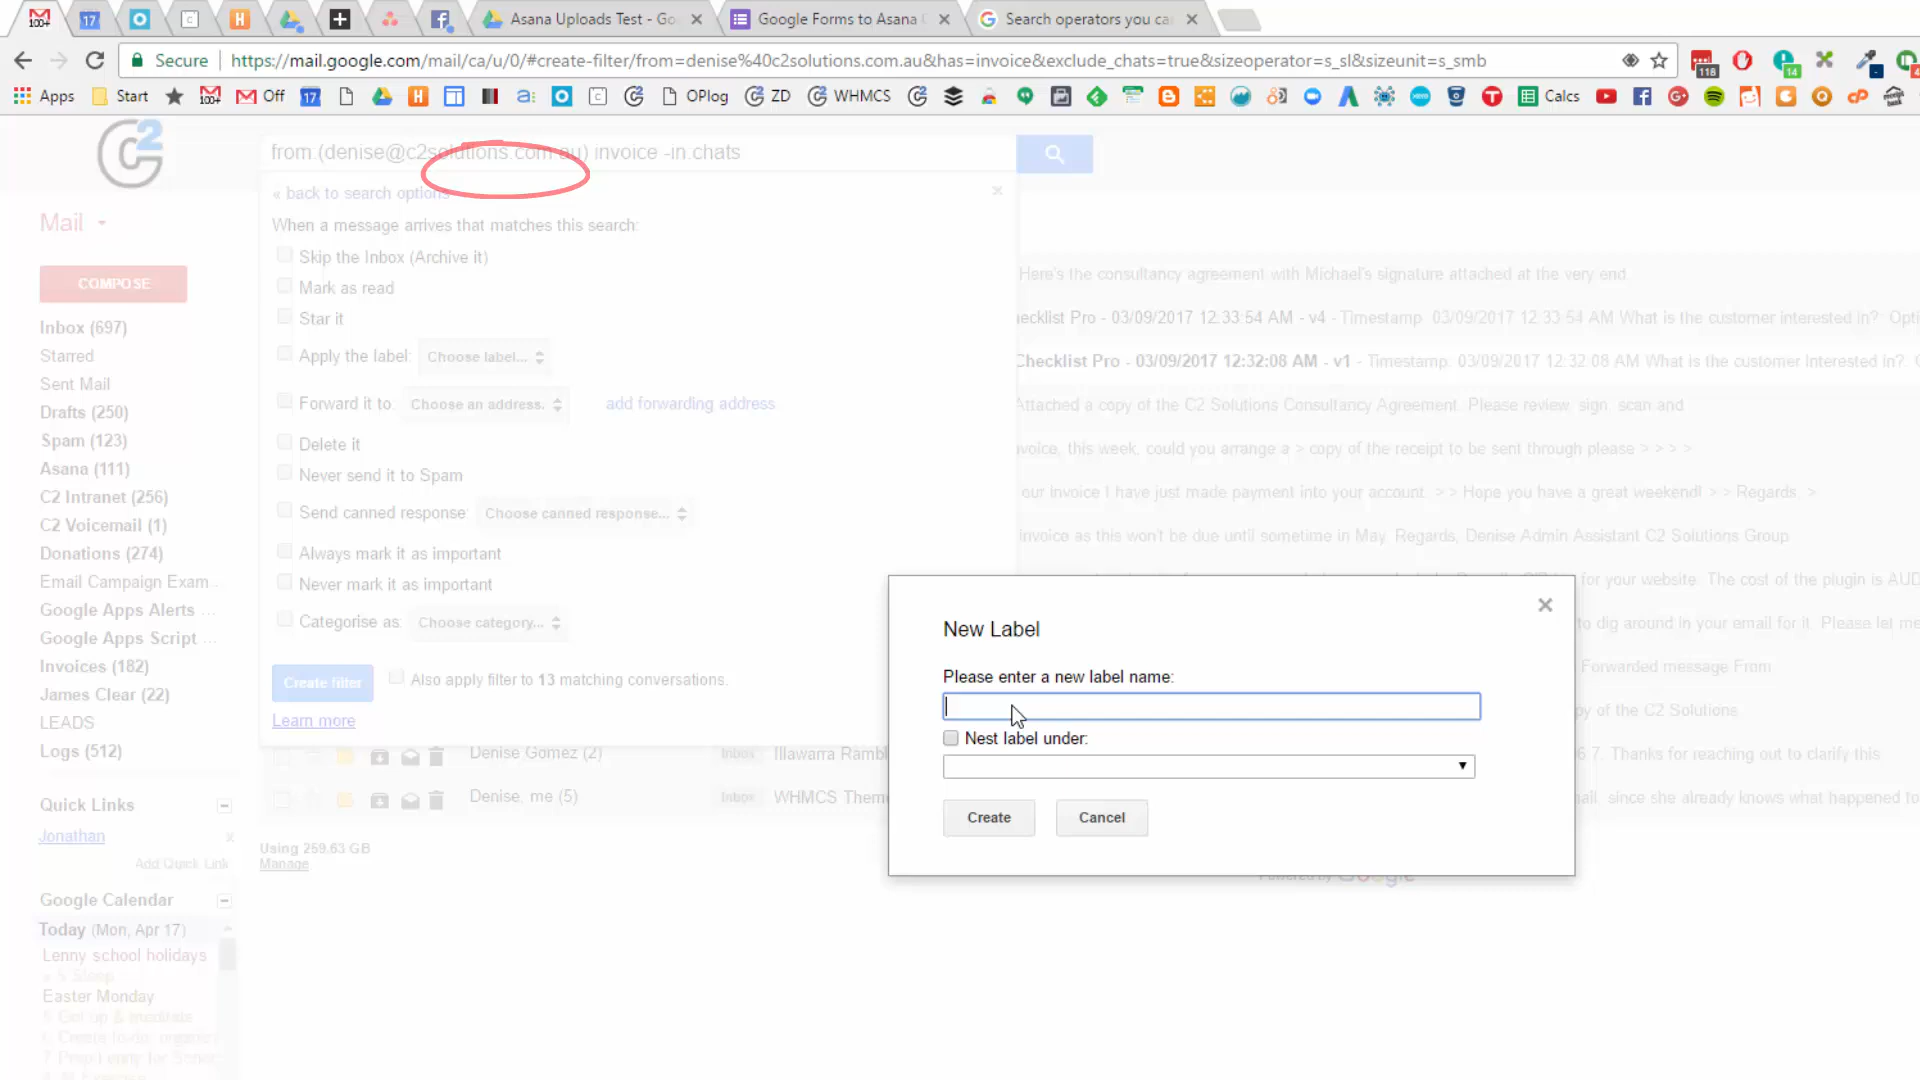 Asana Uploads Test - Go
Google Forms to Asana
Search operators you ca
Secure
https://mail.google.com/mail/ca/u/0/#create-filter/from=denise%40c2solutions.com.au&has=invoice&exclude_chats=true&sizeoperator=s_sl&sizeunit=s_smb
Apps
Start
Off
OPlog
ZD
WHMCS
Calcs
from:(denise@c2solutions.com.au) invoice -in:chats
« back to search options
When a message arrives that matches this search:
Skip the Inbox (Archive it)
Mark as read
Star it
Apply the label: Choose label...
Forward it to: Choose an address. add forwarding address
Delete it
Never send it to Spam
Send canned response: Choose canned response...
Always mark it as important
Never mark it as important
Categorise as: Choose category...
Create filter
Also apply filter to 13 matching conversations.
Learn more
Mail
COMPOSE
Inbox (697)
Starred
Sent Mail
Drafts (250)
Spam (123)
Asana (111)
C2 Intranet (256)
C2 Voicemail (1)
Donations (274)
Email Campaign Exam...
Google Apps Alerts ...
Google Apps Script ...
Invoices (182)
James Clear (22)
LEADS
Logs (512)
Quick Links
Jonathan
Add Quick Link
Google Calendar
Today (Mon, Apr 17)
Lenny school holidays
Easter Monday
Here's the consultancy agreement with Michael's signature attached at the very end.
ecklist Pro - 03/09/2017 12:33:54 AM - v4 - Timestamp: 03/09/2017 12:33:54 AM What is the customer interested in?: Opti
Checklist Pro - 03/09/2017 12:32:08 AM - v1 - Timestamp: 03/09/2017 12:32:08 AM What is the customer interested in?:
Attached a copy of the C2 Solutions Consultancy Agreement. Please review, sign, scan and
nvoice, this week, could you arrange a > copy of the receipt to be sent through please > > > >
our invoice I have just made payment into your account. > > Hope you have a great weekend! > > Regards, >
invoice as this won't be due until sometime in May. Regards, Denise Admin Assistant C2 Solutions Group
for your website. The cost of the plugin is AUD
to dig around in your email for it. Please let me
Forwarded message From
py of the C2 Solutions
Denise Gomez (2) Inbox Illawarra Rambl
6.7. Thanks for reaching out to clarify this
Denise, me (5) Inbox WHMCS Theme
since she already knows what happened to
Using 259.63 GB
Manage
Powered by Google
New Label
Please enter a new label name:
Nest label under:
Create
Cancel